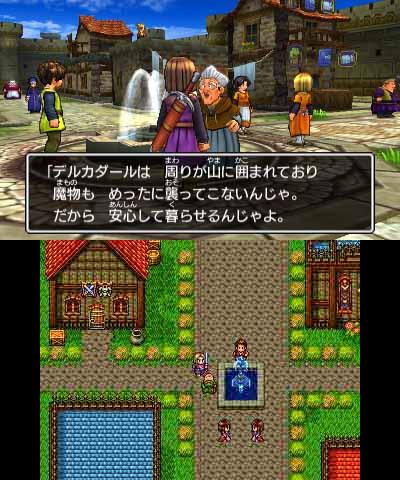 「デルカダールは 周りが山に囲まれており
魔物も めったに襲ってこないんじゃ。
だから 安心して暮らせるんじゃよ。